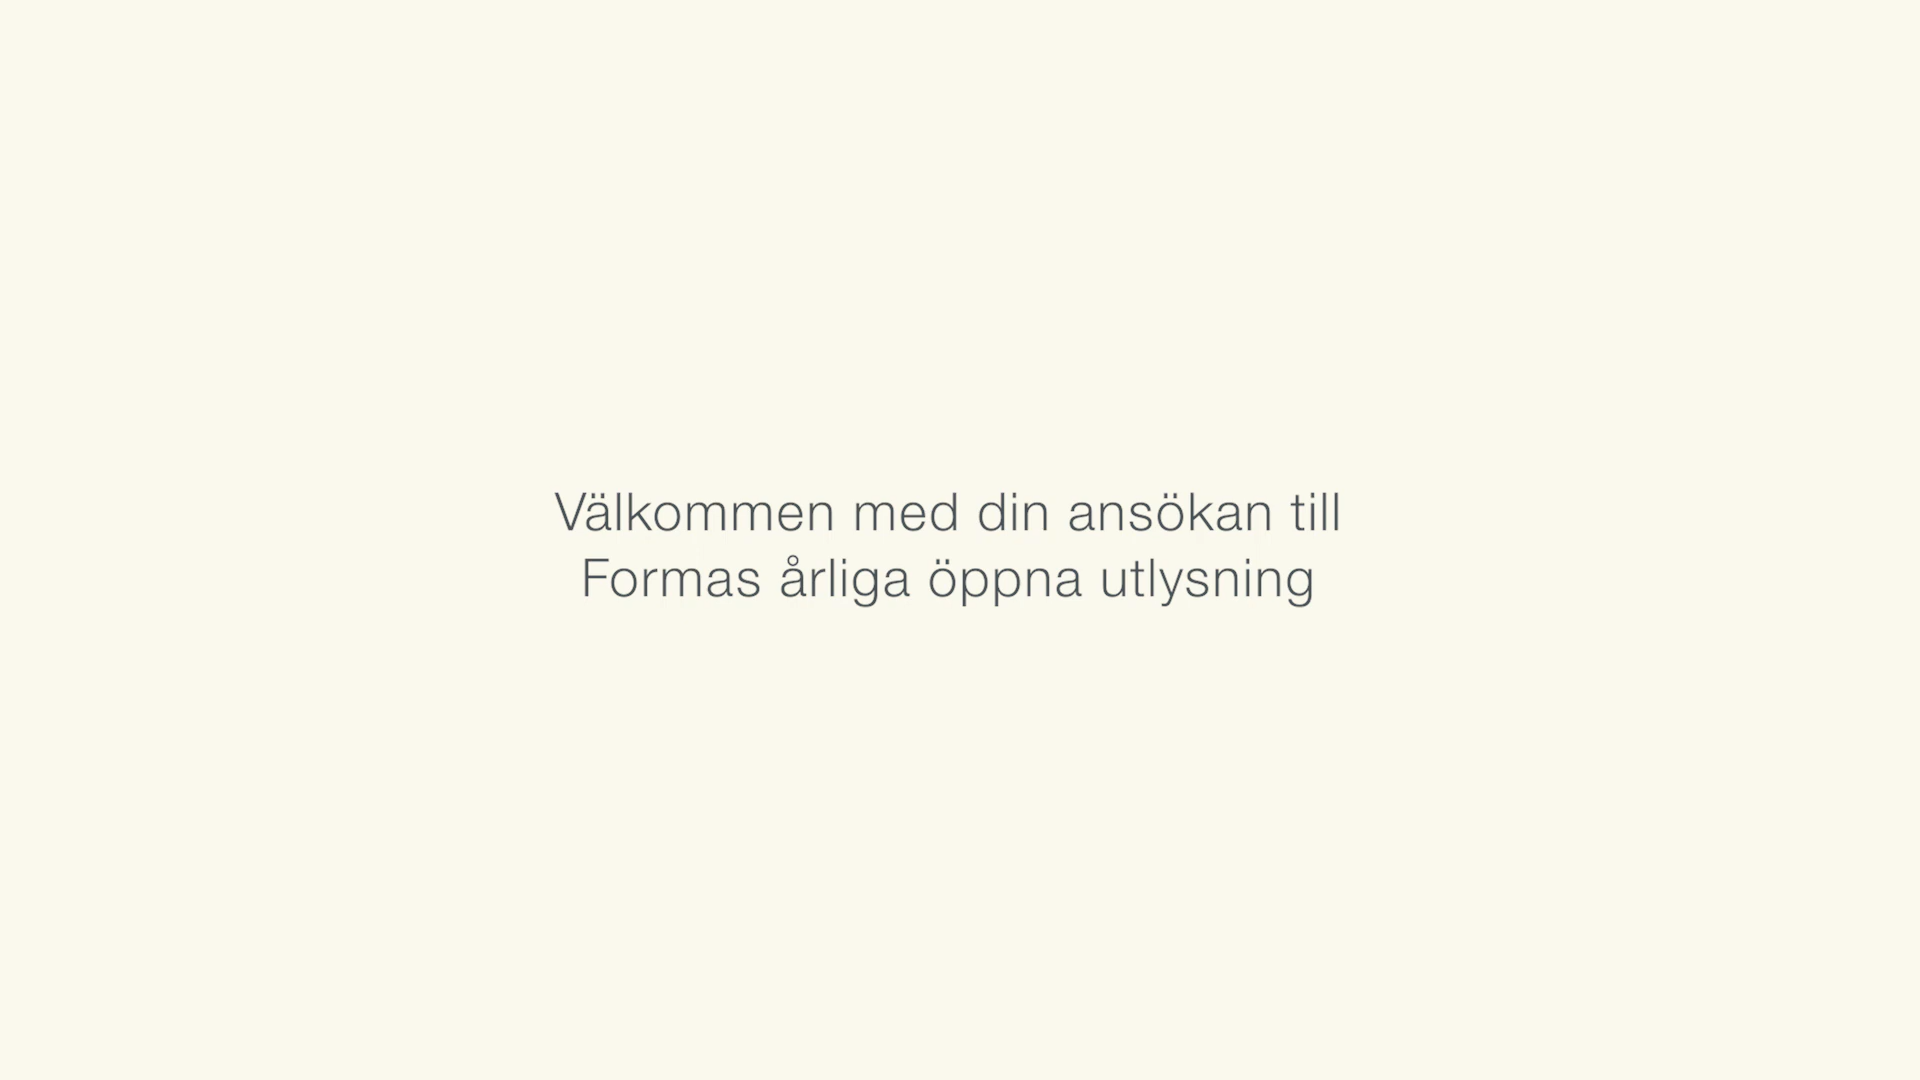 Välkommen med din ansökan till
Formas årliga öppna utlysning